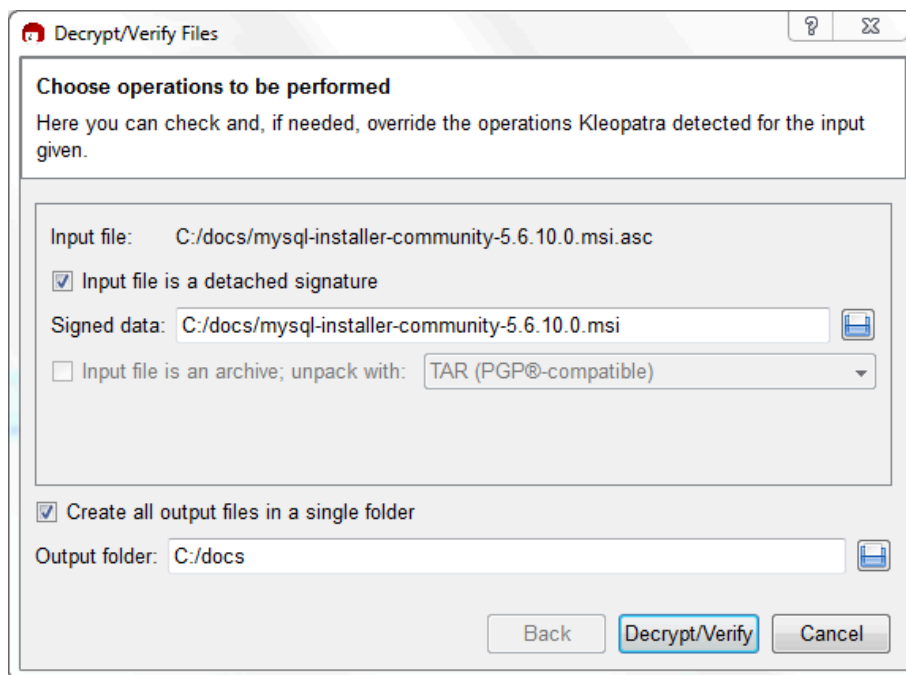 Decrypt/Verify Files
Choose operations to be performed
Here you can check and, if needed, override the operations Kleopatra detected for the input
given.
Input file: C:/docs/mysql-installer-community-5.6.10.0.msi.asc
Input file is a detached signature
Signed data: C:/docs/mysql-installer-community-5.6.10.0.msi
Input file is an archive; unpack with: TAR (PGP®-compatible)
Create all output files in a single folder
Output folder: C:/docs
Back Decrypt/Verify Cancel